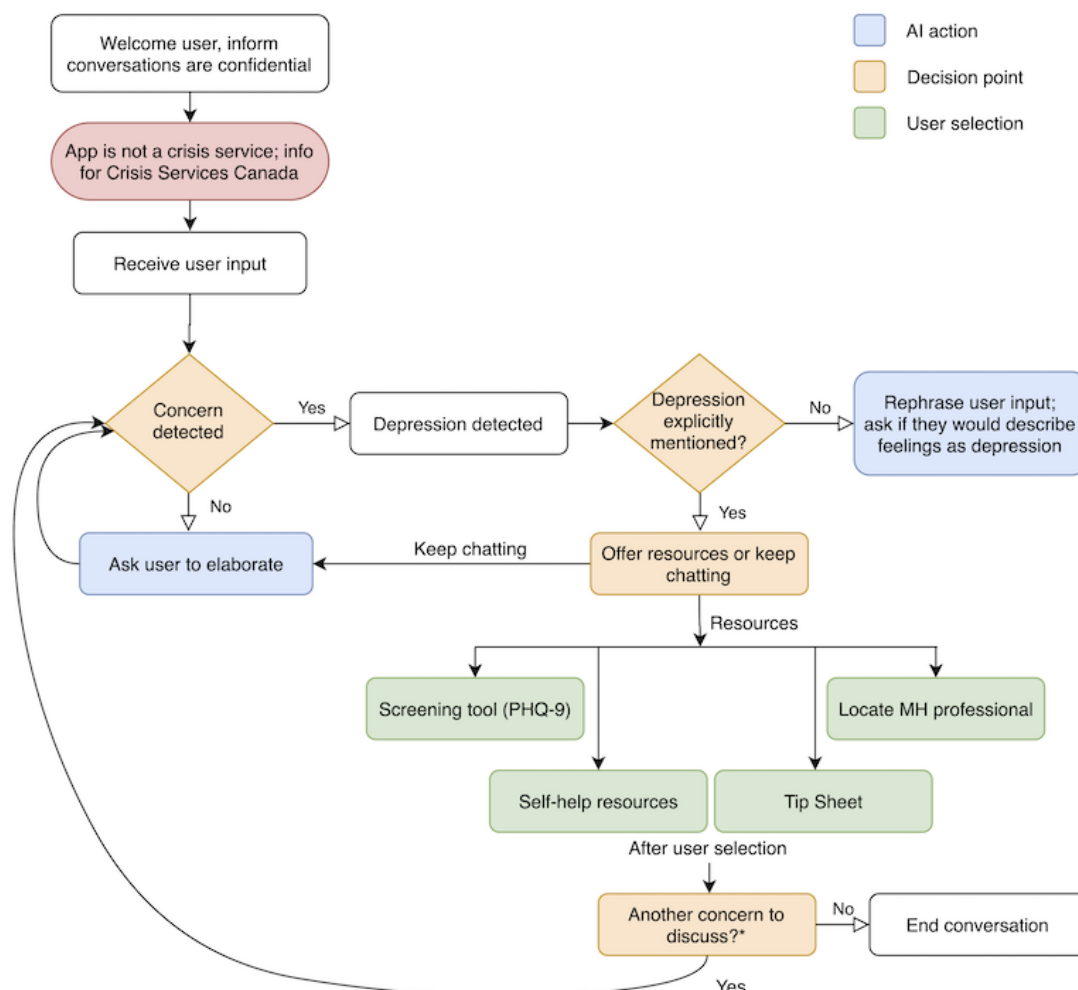 Welcome user, inform
conversations are confidential
AI action
Decision point
User selection
App is not a crisis service; info
for Crisis Services Canada
Receive user input
Concern
detected
Yes
Depression detected
Depression
explicitly
mentioned?
No
Rephrase user input;
ask if they would describe
feelings as depression
No
Yes
Ask user to elaborate
Keep chatting
Offer resources or keep
chatting
Resources
Screening tool (PHQ-9)
Locate MH professional
Self-help resources
Tip Sheet
After user selection
Another concern to
discuss?*
No
End conversation
Yes